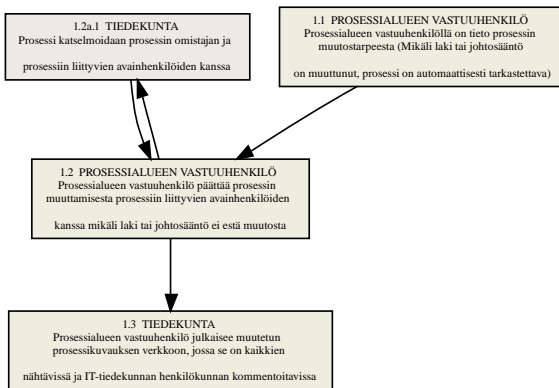 1.2a.1 TIEDEKUNTA
Prosessi katselmoidaan prosessin omistajan ja
prosessiin liittyvien avainhenkilöiden kanssa
1.1 PROSESSIALUEEN VASTUUHENKILÖ
Prosessialueen vastuuhenkilöllä on tieto prosessin
muutostarpeesta (Mikäli laki tai johtosääntö
on muuttunut, prosessi on automaattisesti tarkastettava)
1.2 PROSESSIALUEEN VASTUUHENKILÖ
Prosessialueen vastuuhenkilö päättää prosessin
muuttamisesta prosessiin liittyvien avainhenkilöiden
kanssa mikäli laki tai johtosääntö ei estä muutosta
1.3 TIEDEKUNTA
Prosessialueen vastuuhenkilö julkaisee muutetun
prosessikuvauksen verkkoon, jossa se on kaikkien
nähtävissä ja IT-tiedekunnan henkilökunnan kommentoitavissa